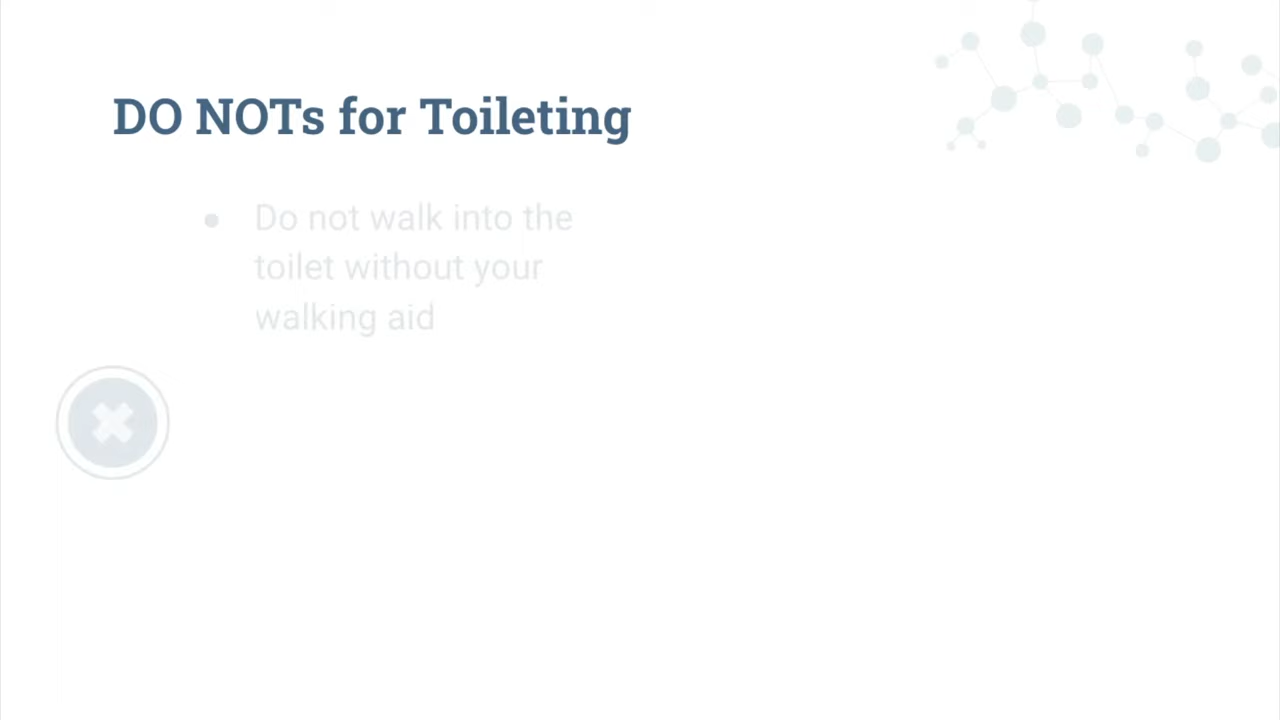 DO NOTs for Toileting
● Do not walk into the
toilet without your
walking aid